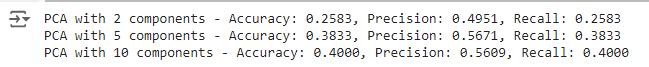 PCA with 2 components - Accuracy: 0.2583, Precision: 0.4951, Recall: 0.2583
PCA with 5 components - Accuracy: 0.3833, Precision: 0.5671, Recall: 0.3833
PCA with 10 components - Accuracy: 0.4000, Precision: 0.5609, Recall: 0.4000